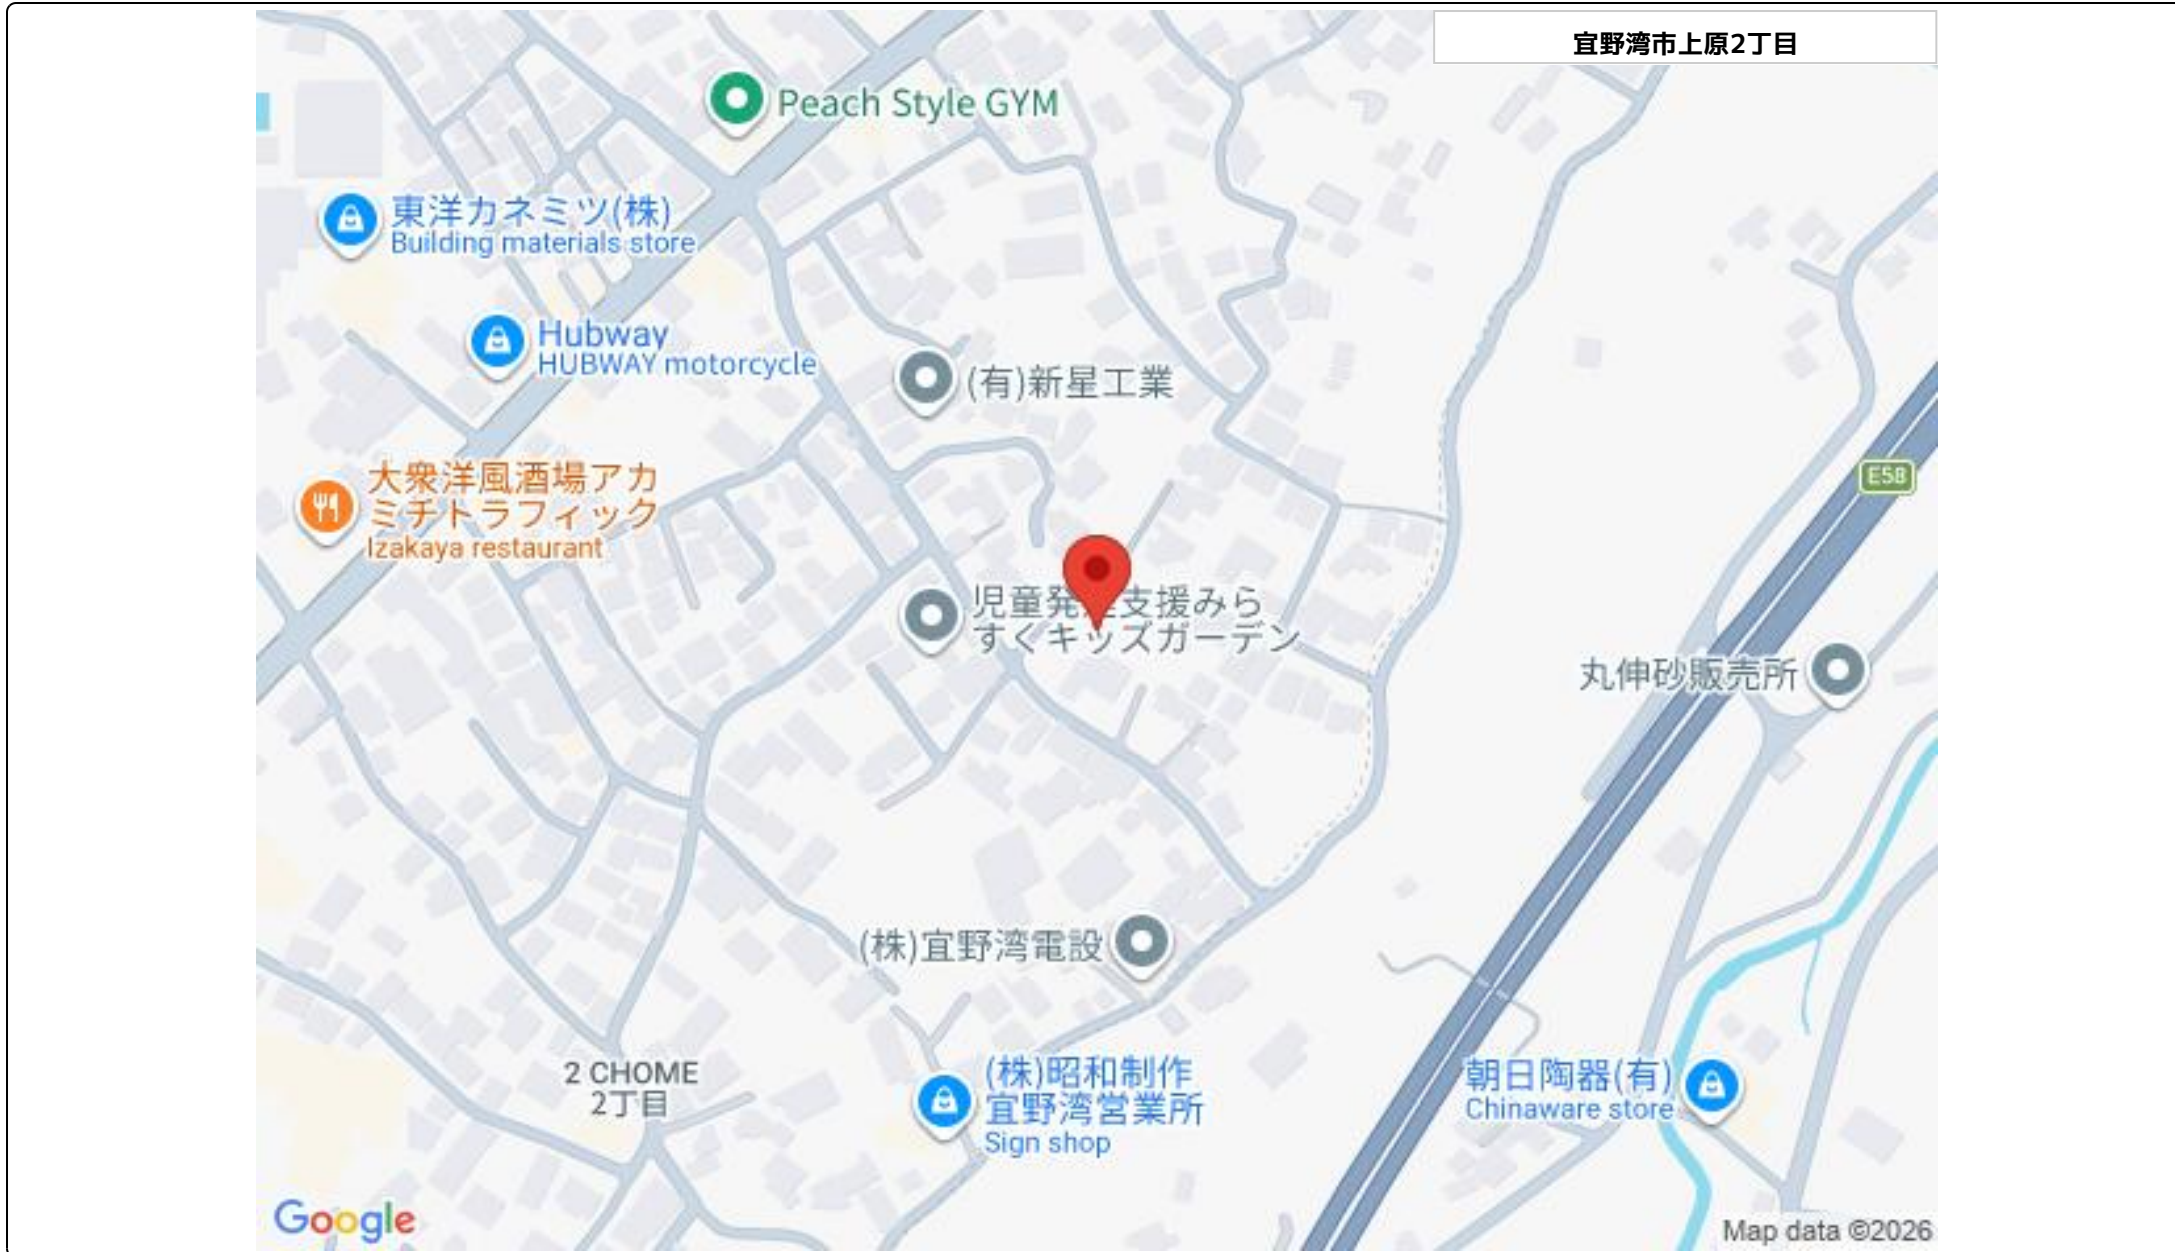 宜野湾市上原2丁目
Peach Style GYM
東洋カネミツ(株)
Building materials store
Hubway
HUBWAY motorcycle
(有)新星工業
大衆洋風酒場アカ
ミチトラフィック
Izakaya restaurant
E58
児童発 支援みら
すくキッズガーデン
丸伸砂販売所
(株)宜野湾電設
2 CHOME
2丁目
(株)昭和制作
宜野湾営業所
Sign shop
朝日陶器(有)
Chinaware store
Google
Map data ©2026